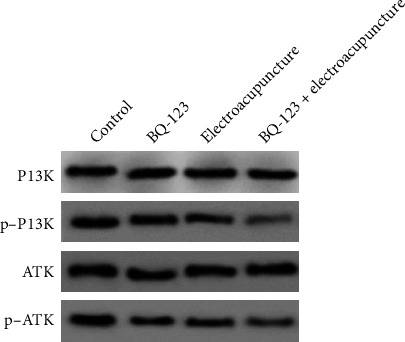 Control
BQ-123
Electroacupuncture
BQ-123 + electroacupuncture
P13K
p–P13K
ATK
p–ATK